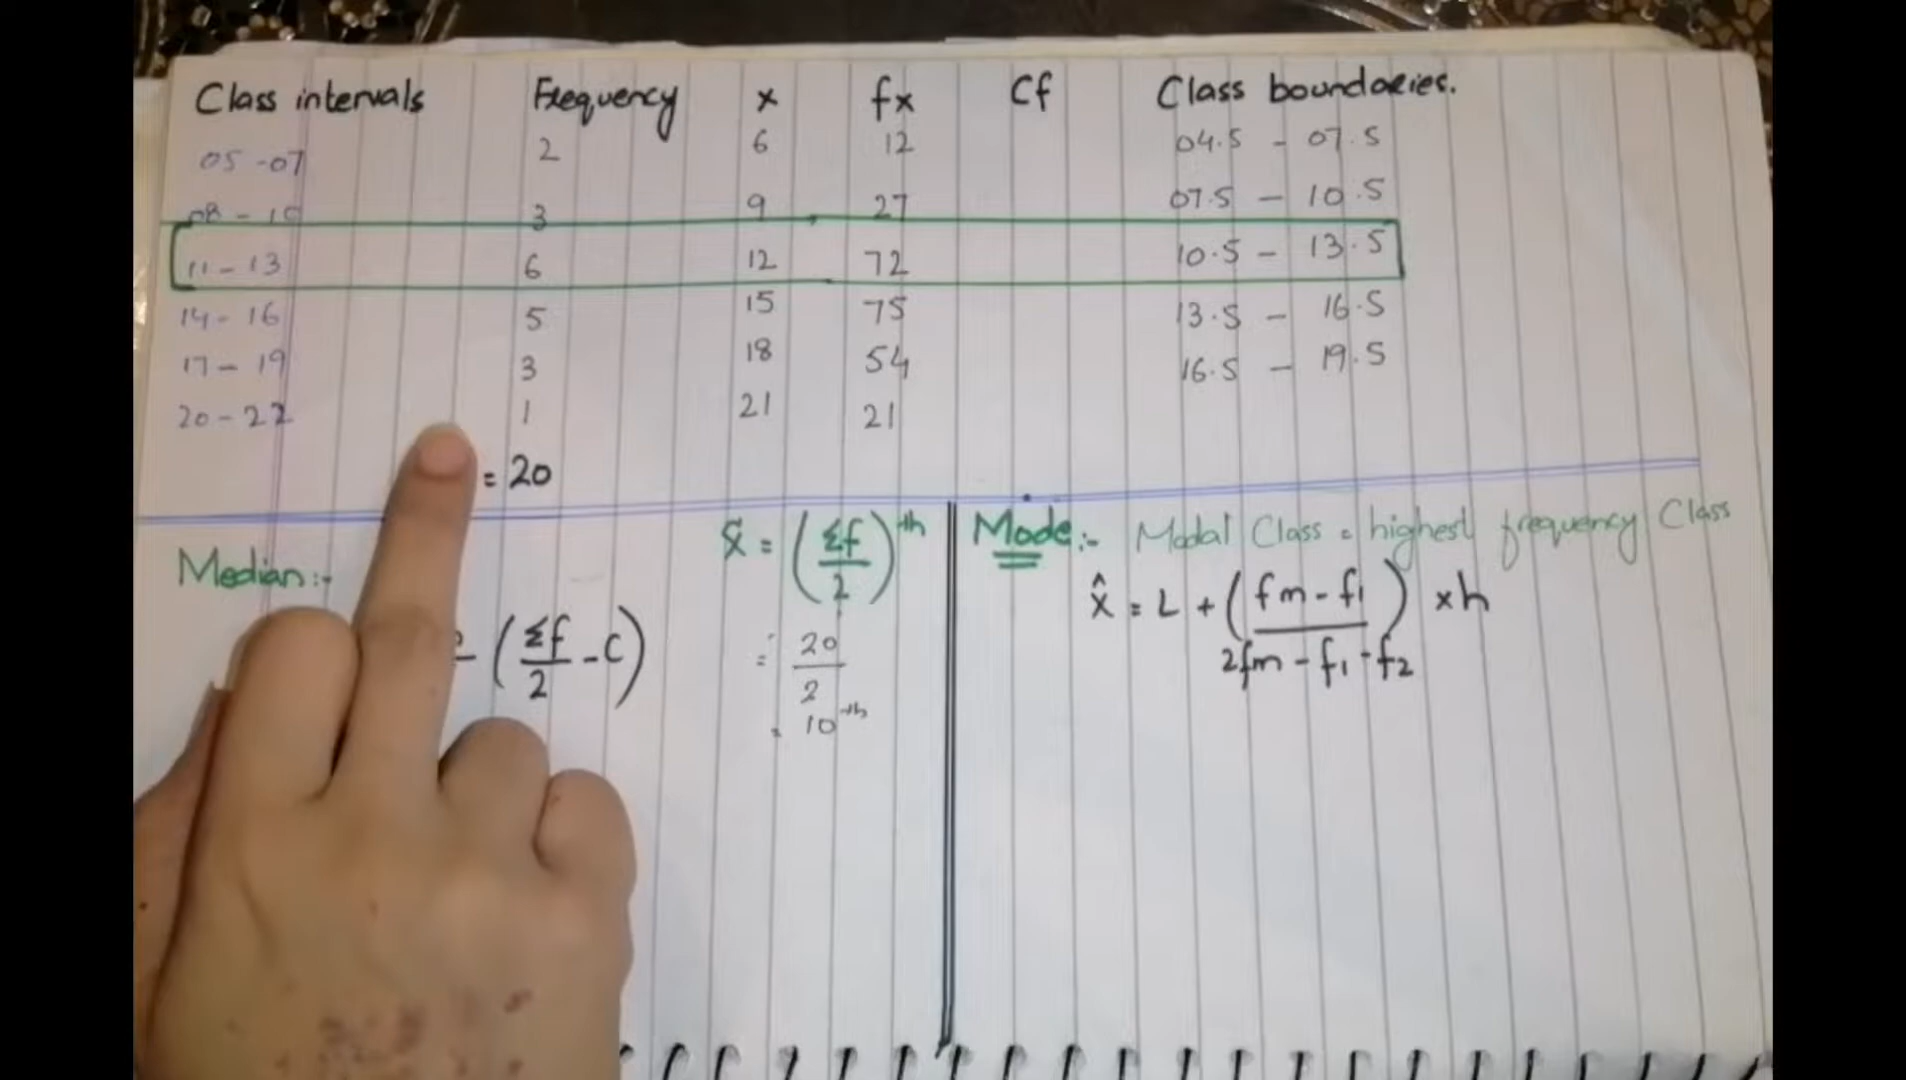 Class intervals Frequency x fx Cf Class boundaries.
05 - 07 2 6 12 04.5 - 07.5
08 - 10 3 9 27 07.5 - 10.5
11 - 13 6 12 72 10.5 - 13.5
14 - 16 5 15 75 13.5 - 16.5
17 - 19 3 18 54 16.5 - 19.5
20 - 22 1 21 21
= 20
Median:-
(Σf/2 - C)
x̃ = (Σf/2)th
= 20/2
= 10th
Mode:- Modal Class = highest frequency Class
x̂ = L + (fm - f1 / 2fm - f1 - f2) × h